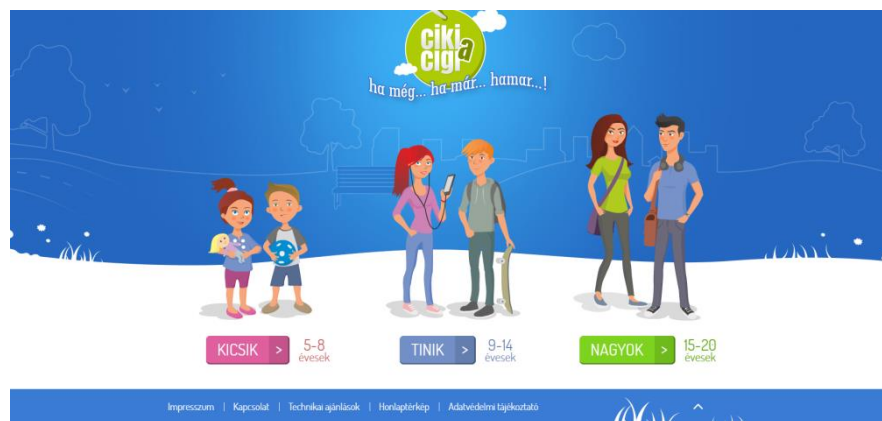 ciki a
cigi
ha még... ha már... hamar...!
KICSIK >
5-8
évesek
TINIK >
9-14
évesek
NAGYOK >
15-20
évesek
Impresszum | Kapcsolat | Technikai ajánlások | Honlaptérkép | Adatvédelmi tájékoztató